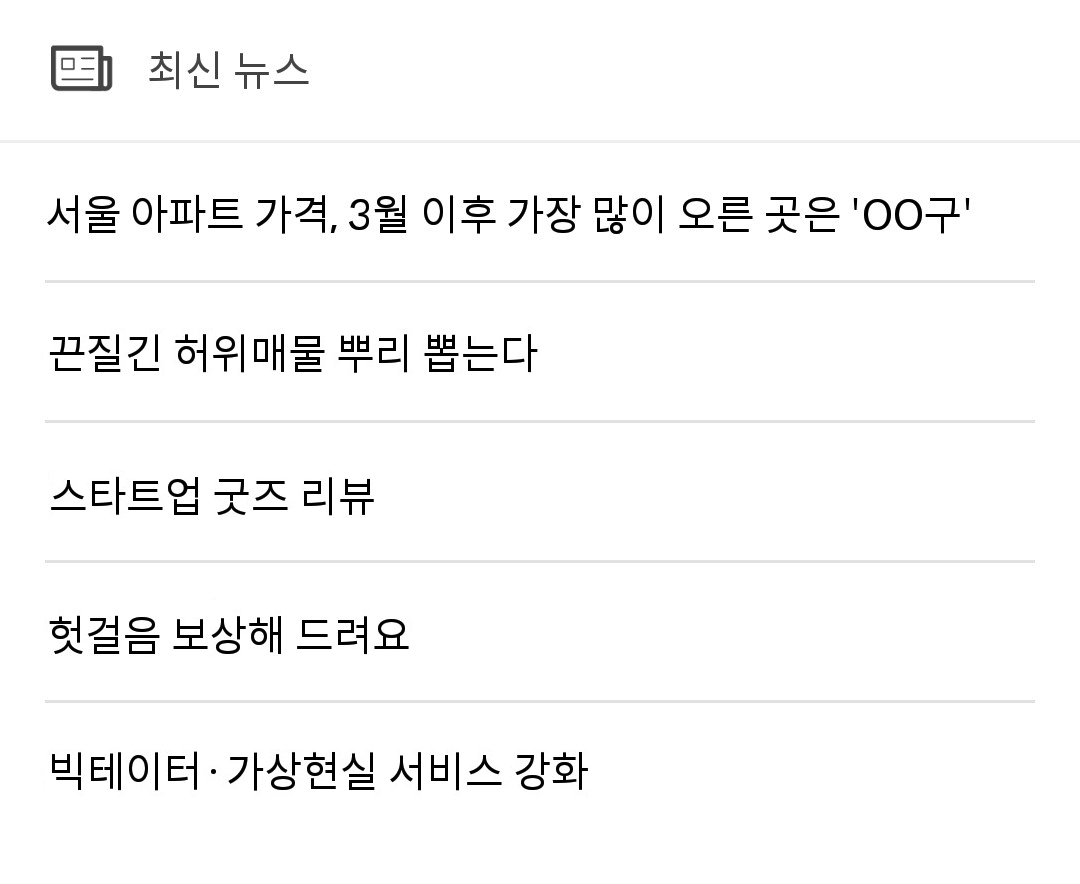 최신 뉴스
서울 아파트 가격, 3월 이후 가장 많이 오른 곳은 'OO구'
끈질긴 허위매물 뿌리 뽑는다
스타트업 굿즈 리뷰
헛걸음 보상해 드려요
빅테이터·가상현실 서비스 강화